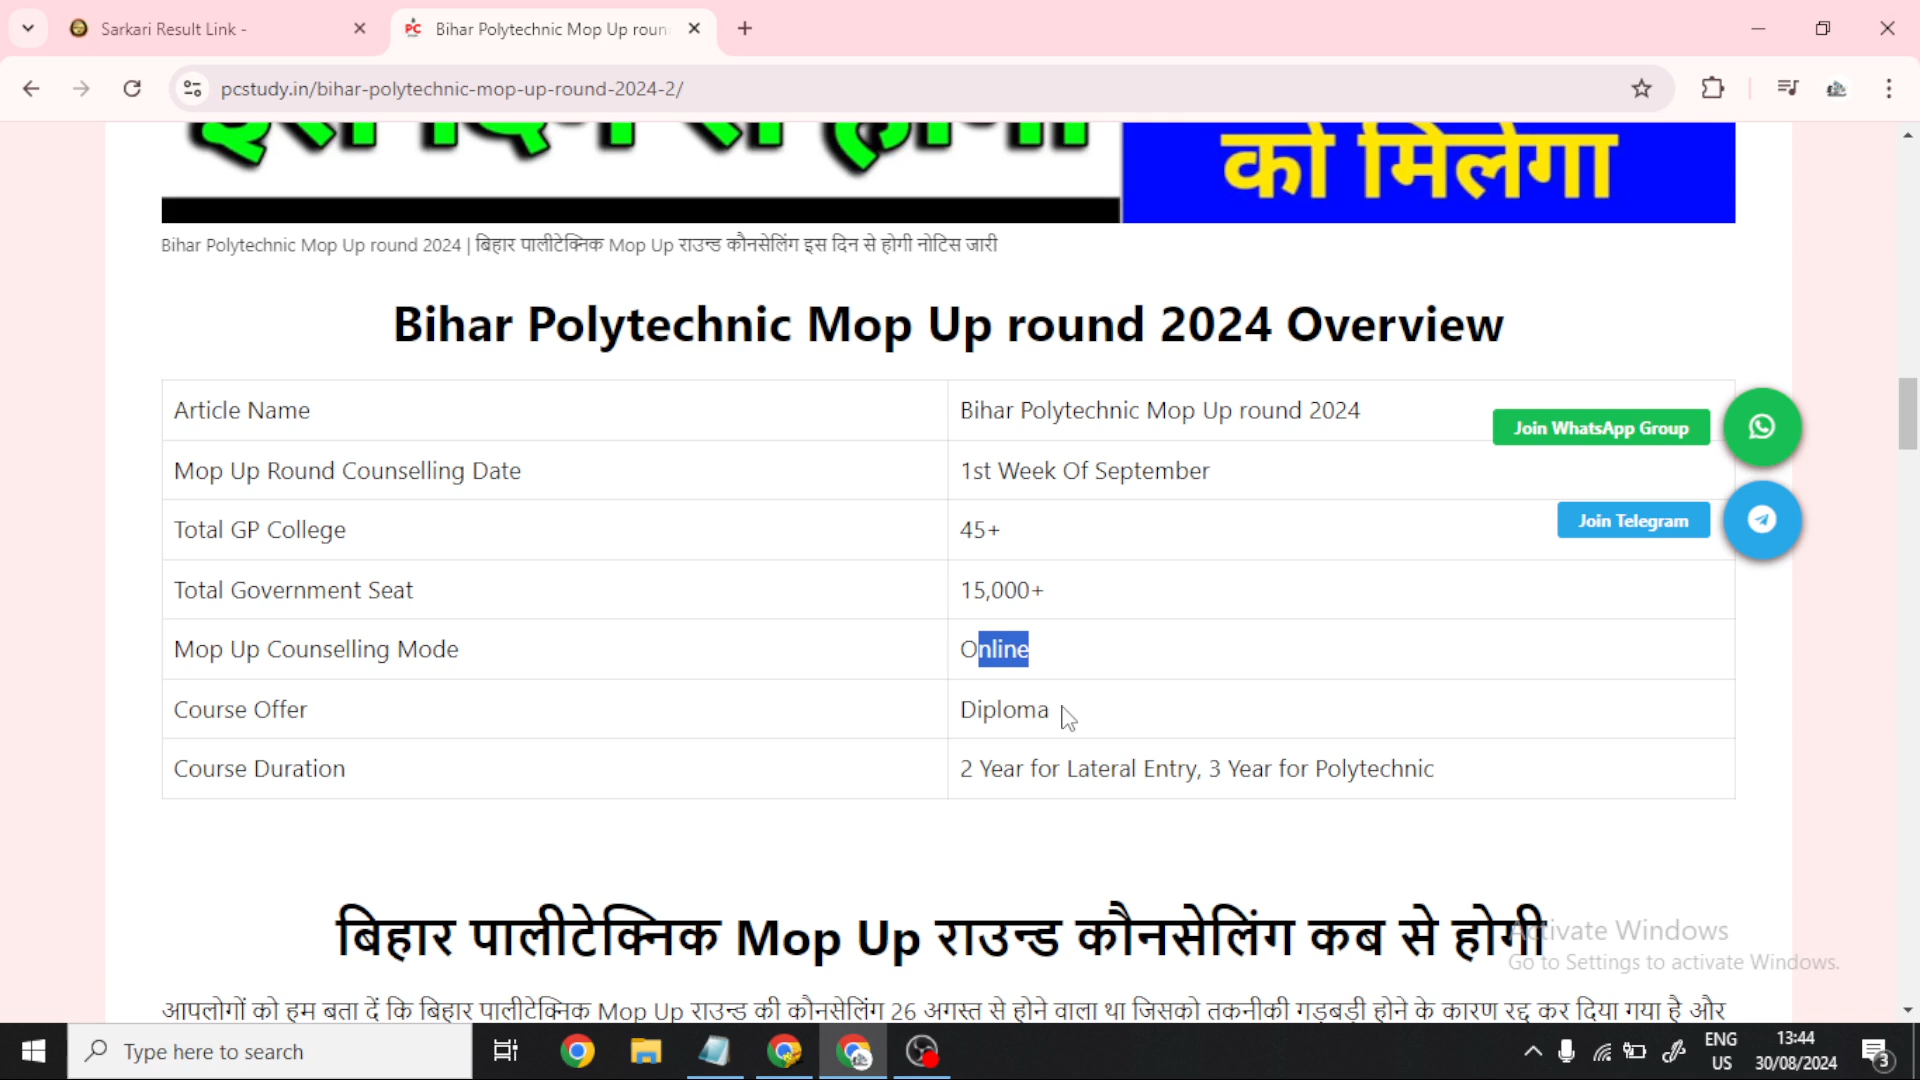 Sarkari Result Link -
Bihar Polytechnic Mop Up roun
pcstudy.in/bihar-polytechnic-mop-up-round-2024-2/
इस दिन से होगी
को मिलेगा
Bihar Polytechnic Mop Up round 2024 | बिहार पालीटेक्निक Mop Up राउन्ड कौनसेलिंग इस दिन से होगी नोटिस जारी
Bihar Polytechnic Mop Up round 2024 Overview
Article Name Bihar Polytechnic Mop Up round 2024
Join WhatsApp Group
Mop Up Round Counselling Date 1st Week Of September
Total GP College 45+
Join Telegram
Total Government Seat 15,000+
Mop Up Counselling Mode Online
Course Offer Diploma
Course Duration 2 Year for Lateral Entry, 3 Year for Polytechnic
बिहार पालीटेक्निक Mop Up राउन्ड कौनसेलिंग कब से होगी
Activate Windows
Go to Settings to activate Windows.
आपलोगों को हम बता दें कि बिहार पालीटेक्निक Mop Up राउन्ड की कौनसेलिंग 26 अगस्त से होने वाला था जिसको तकनीकी गड़बड़ी होने के कारण रद्द कर दिया गया है और
Type here to search
ENG
US
13:44
30/08/2024
3